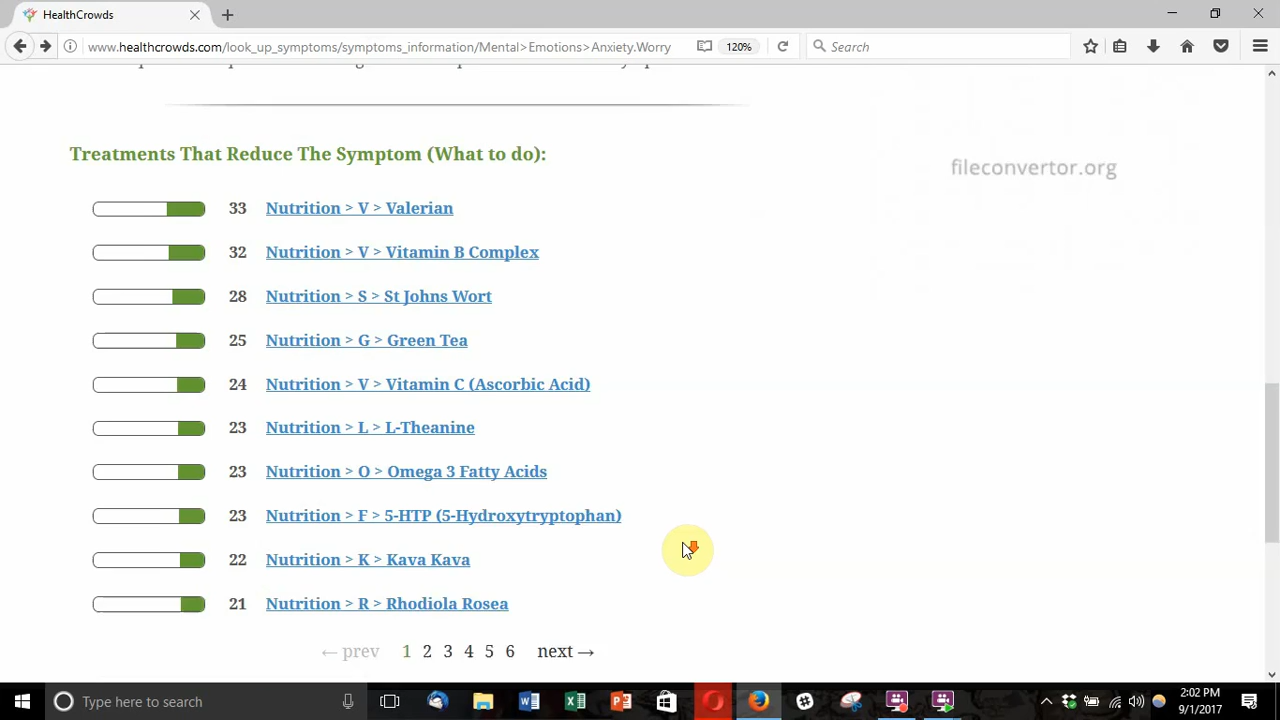 HealthCrowds
www.healthcrowds.com/look_up_symptoms/symptoms_information/Mental>Emotions>Anxiety.Worry
120%
Search
fileconvertor.org
Treatments That Reduce The Symptom (What to do):
33 Nutrition > V > Valerian
32 Nutrition > V > Vitamin B Complex
28 Nutrition > S > St Johns Wort
25 Nutrition > G > Green Tea
24 Nutrition > V > Vitamin C (Ascorbic Acid)
23 Nutrition > L > L-Theanine
23 Nutrition > O > Omega 3 Fatty Acids
23 Nutrition > F > 5-HTP (5-Hydroxytryptophan)
22 Nutrition > K > Kava Kava
21 Nutrition > R > Rhodiola Rosea
← prev 1 2 3 4 5 6 next →
Type here to search
2:02 PM
9/1/2017